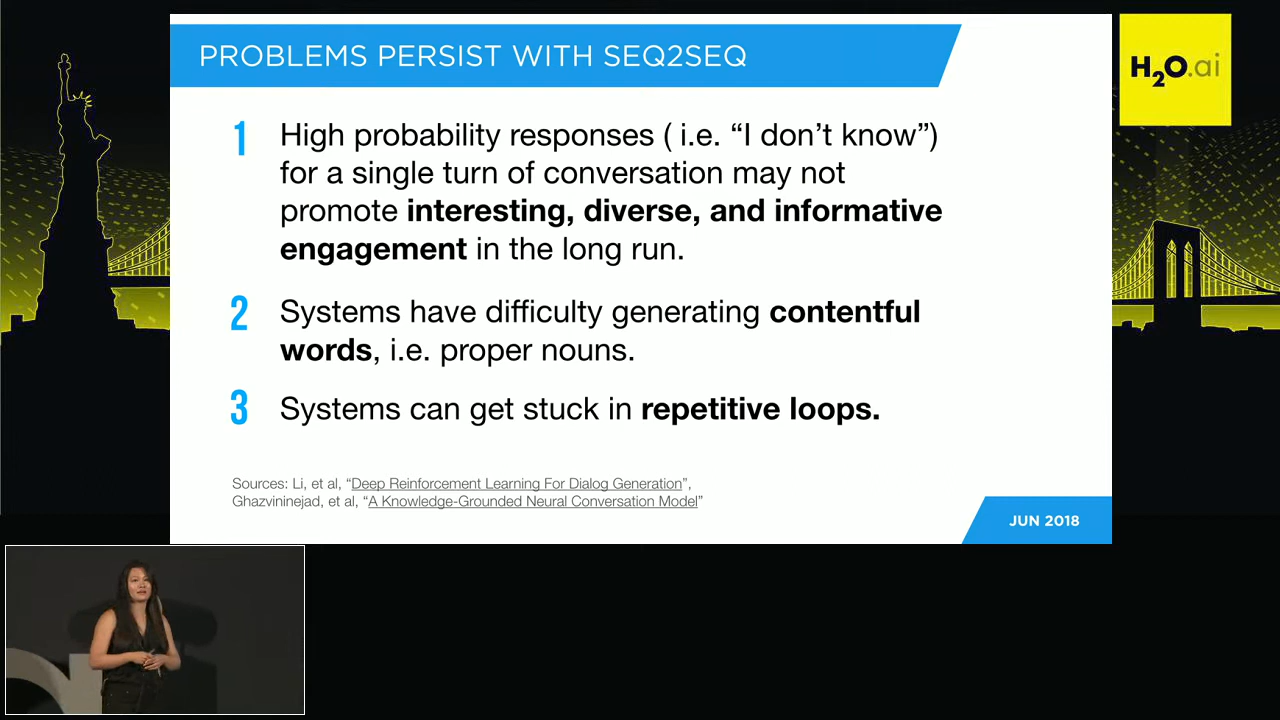 PROBLEMS PERSIST WITH SEQ2SEQ
H2O.ai
1 High probability responses ( i.e. “I don’t know”)
for a single turn of conversation may not
promote interesting, diverse, and informative
engagement in the long run.
2 Systems have difficulty generating contentful
words, i.e. proper nouns.
3 Systems can get stuck in repetitive loops.
Sources: Li, et al, “Deep Reinforcement Learning For Dialog Generation”,
Ghazvininejad, et al, “A Knowledge-Grounded Neural Conversation Model”
JUN 2018